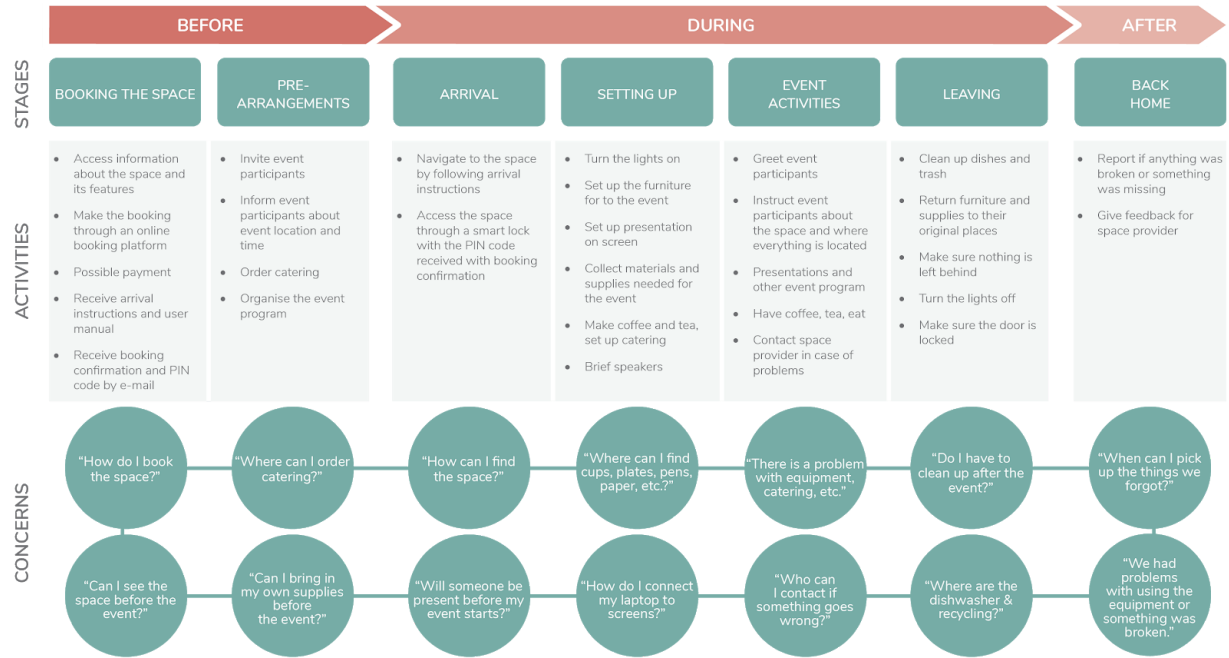 BEFORE
DURING
AFTER
STAGES
BOOKING THE SPACE
PRE-
ARRANGEMENTS
ARRIVAL
SETTING UP
EVENT
ACTIVITIES
LEAVING
BACK
HOME
ACTIVITIES
• Access information
about the space and
its features
• Make the booking
through an online
booking platform
• Possible payment
• Receive arrival
instructions and user
manual
• Receive booking
confirmation and PIN
code by e-mail
• Invite event
participants
• Inform event
participants about
event location and
time
• Order catering
• Organise the event
program
• Navigate to the space
by following arrival
instructions
• Access the space
through a smart lock
with the PIN code
received with booking
confirmation
• Turn the lights on
• Set up the furniture
for to the event
• Set up presentation
on screen
• Collect materials and
supplies needed for
the event
• Make coffee and tea,
set up catering
• Brief speakers
• Greet event
participants
• Instruct event
participants about
the space and where
everything is located
• Presentations and
other event program
• Have coffee, tea, eat
• Contact space
provider in case of
problems
• Clean up dishes and
trash
• Return furniture and
supplies to their
original places
• Make sure nothing is
left behind
• Turn the lights off
• Make sure the door is
locked
• Report if anything was
broken or something
was missing
• Give feedback for
space provider
CONCERNS
“How do I book
the space?”
“Where can I order
catering?”
“How can I find
the space?”
“Where can I find
cups, plates, pens,
paper, etc.?”
“There is a problem
with equipment,
catering, etc.”
“Do I have to
clean up after the
event?”
“When can I pick
up the things we
forgot?”
“Can I see the
space before the
event?”
“Can I bring in
my own supplies
before
the event?”
“Will someone be
present before my
event starts?”
“How do I connect
my laptop to
screens?”
“Who can
I contact if
something goes
wrong?”
“Where are the
dishwasher &
recycling?”
“We had
problems
with using the
equipment or
something was
broken.”